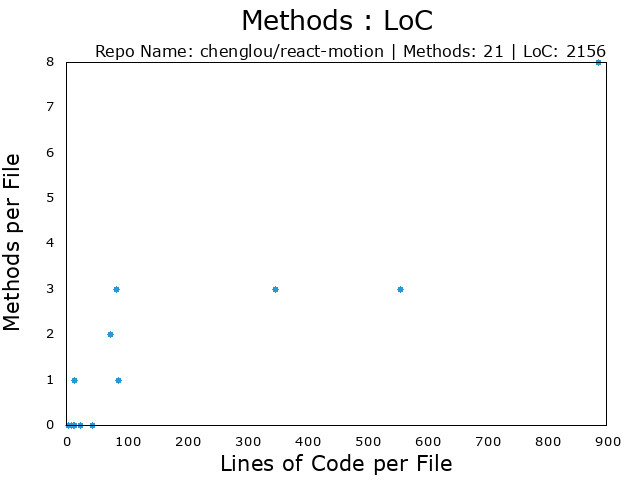 Methods : LoC
Repo Name: chenglou/react-motion | Methods: 21 | LoC: 2156
8
7
6
5
4
3
2
1
0
Methods per File
0 100 200 300 400 500 600 700 800 900
Lines of Code per File